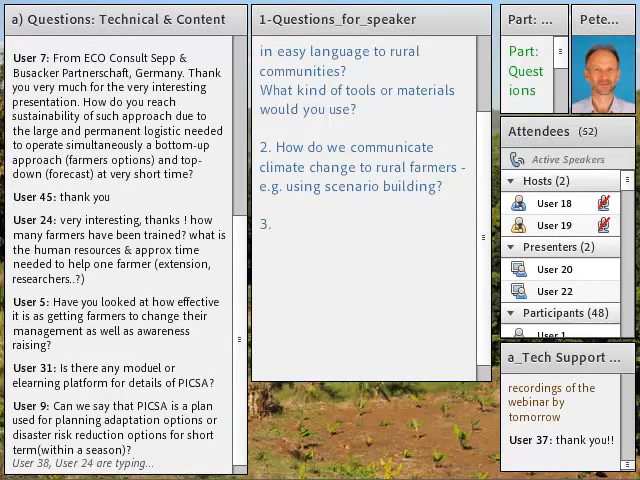 a) Questions: Technical & Content
User 7: From ECO Consult Sepp &
Busacker Partnerschaft, Germany. Thank
you very much for the very interesting
presentation. How do you reach
sustainability of such approach due to
the large and permanent logistic needed
to operate simultaneously a bottom-up
approach (farmers options) and top-
down (forecast) at very short time?
User 45: thank you
User 24: very interesting, thanks ! how
many farmers have been trained? what is
the human resources & approx time
needed to help one farmer (extension,
researchers..?)
User 5: Have you looked at how effective
it is as getting farmers to change their
management as well as awareness
raising?
User 31: Is there any moduel or
elearning platform for details of PICSA?
User 9: Can we say that PICSA is a plan
used for planning adaptation options or
disaster risk reduction options for short
term(within a season)?
User 38, User 24 are typing...
1-Questions_for_speaker
in easy language to rural
communities?
What kind of tools or materials
would you use?
2. How do we communicate
climate change to rural farmers -
e.g. using scenario building?
3.
Part: ...
Part:
Quest
ions
Pete...
Attendees (52)
Active Speakers
Hosts (2)
User 18
User 19
Presenters (2)
User 20
User 22
Participants (48)
User 1
a_Tech Support ...
recordings of the
webinar by
tomorrow
User 37: thank you!!